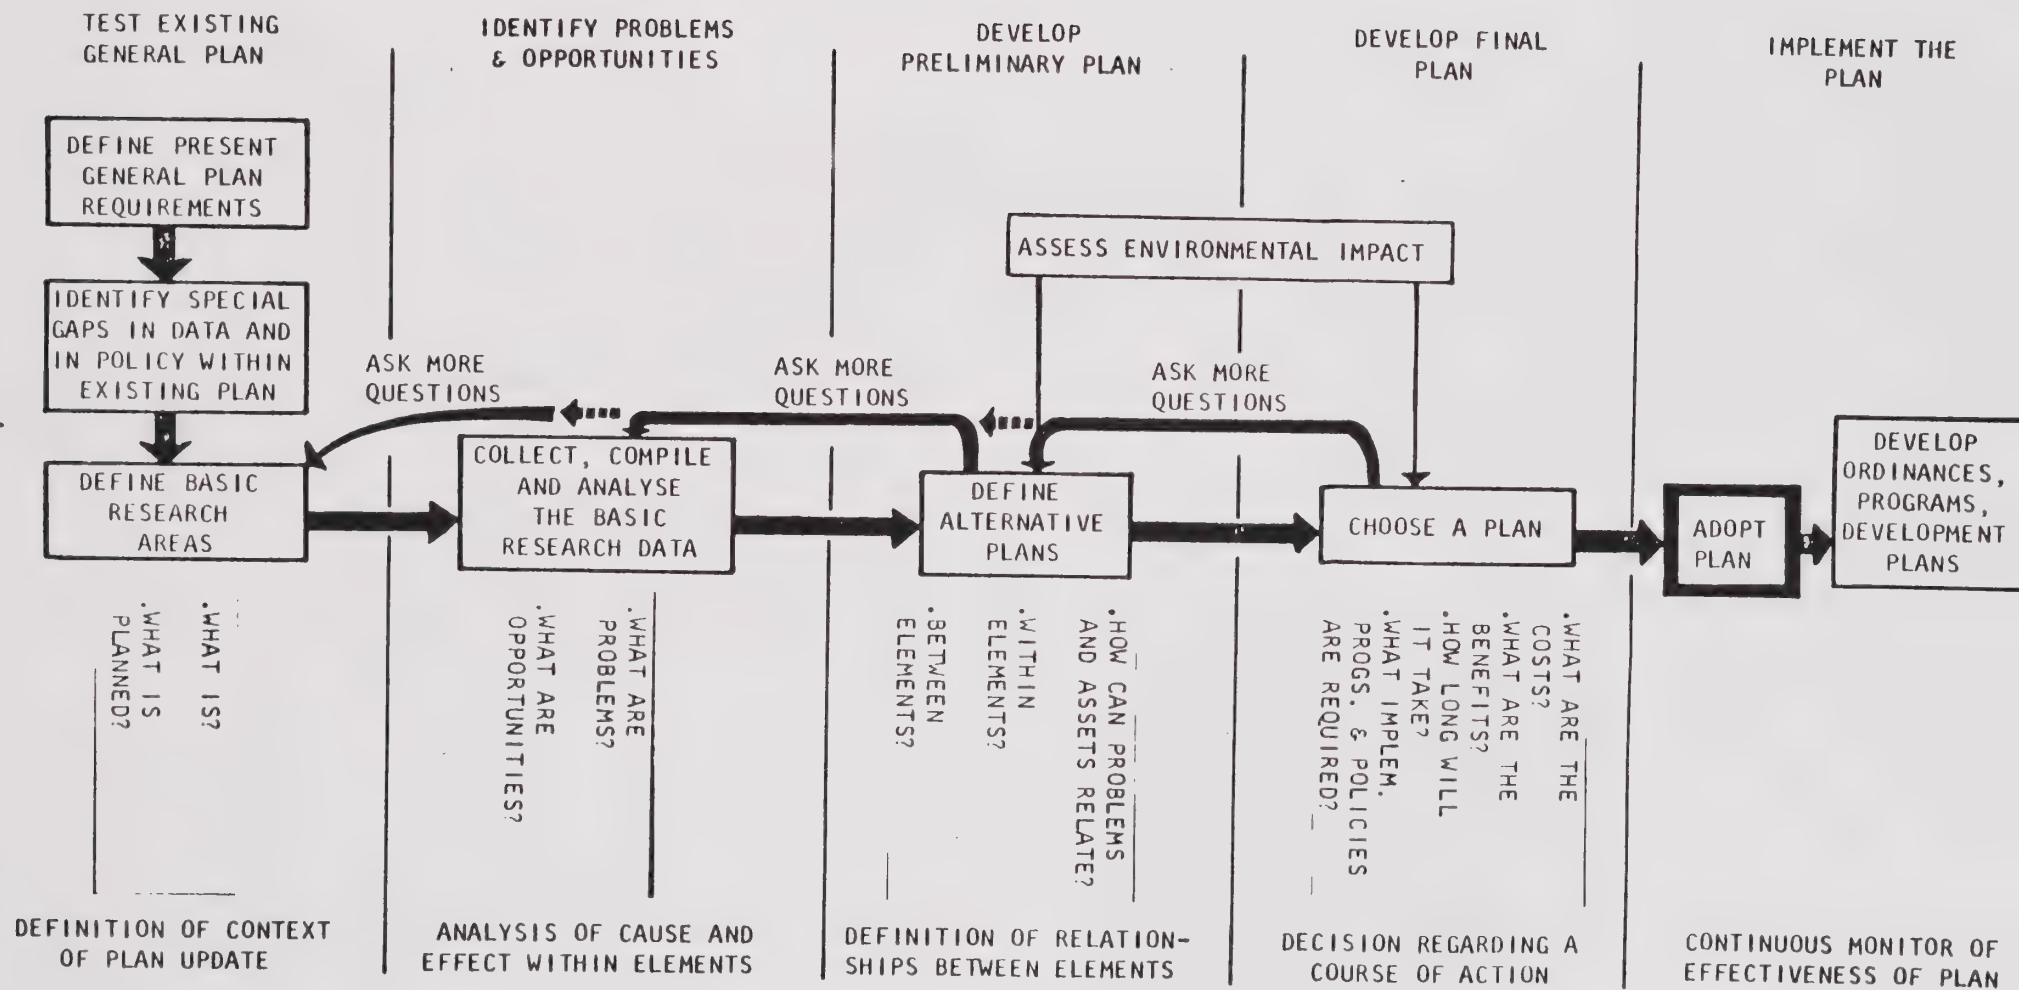 TEST EXISTING
GENERAL PLAN
IDENTIFY PROBLEMS
& OPPORTUNITIES
DEVELOP
PRELIMINARY PLAN
DEVELOP FINAL
PLAN
IMPLEMENT THE
PLAN
DEFINE PRESENT
GENERAL PLAN
REQUIREMENTS
IDENTIFY SPECIAL
GAPS IN DATA AND
IN POLICY WITHIN
EXISTING PLAN
DEFINE BASIC
RESEARCH
AREAS
ASK MORE
QUESTIONS
COLLECT, COMPILE
AND ANALYSE
THE BASIC
RESEARCH DATA
ASK MORE
QUESTIONS
DEFINE
ALTERNATIVE
PLANS
ASSESS ENVIRONMENTAL IMPACT
ASK MORE
QUESTIONS
CHOOSE A PLAN
ADOPT
PLAN
DEVELOP
ORDINANCES,
PROGRAMS,
DEVELOPMENT
PLANS
.WHAT IS?
.WHAT IS
PLANNED?
.WHAT ARE
PROBLEMS?
.WHAT ARE
OPPORTUNITIES?
.HOW CAN PROBLEMS
AND ASSETS RELATE?
.WITHIN
ELEMENTS?
.BETWEEN
ELEMENTS?
.WHAT ARE THE
COSTS?
.WHAT ARE THE
BENEFITS?
.HOW LONG WILL
IT TAKE?
.WHAT IMPLEM.
PROGS. & POLICIES
ARE REQUIRED?
DEFINITION OF CONTEXT
OF PLAN UPDATE
ANALYSIS OF CAUSE AND
EFFECT WITHIN ELEMENTS
DEFINITION OF RELATION-
SHIPS BETWEEN ELEMENTS
DECISION REGARDING A
COURSE OF ACTION
CONTINUOUS MONITOR OF
EFFECTIVENESS OF PLAN